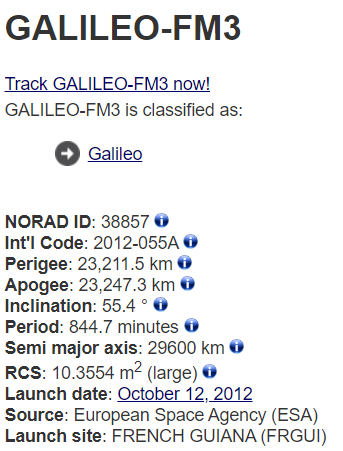 GALILEO-FM3
Track GALILEO-FM3 now!
GALILEO-FM3 is classified as:
Galileo
NORAD ID: 38857
Int'l Code: 2012-055A
Perigee: 23,211.5 km
Apogee: 23,247.3 km
Inclination: 55.4 °
Period: 844.7 minutes
Semi major axis: 29600 km
RCS: 10.3554 m² (large)
Launch date: October 12, 2012
Source: European Space Agency (ESA)
Launch site: FRENCH GUIANA (FRGUI)